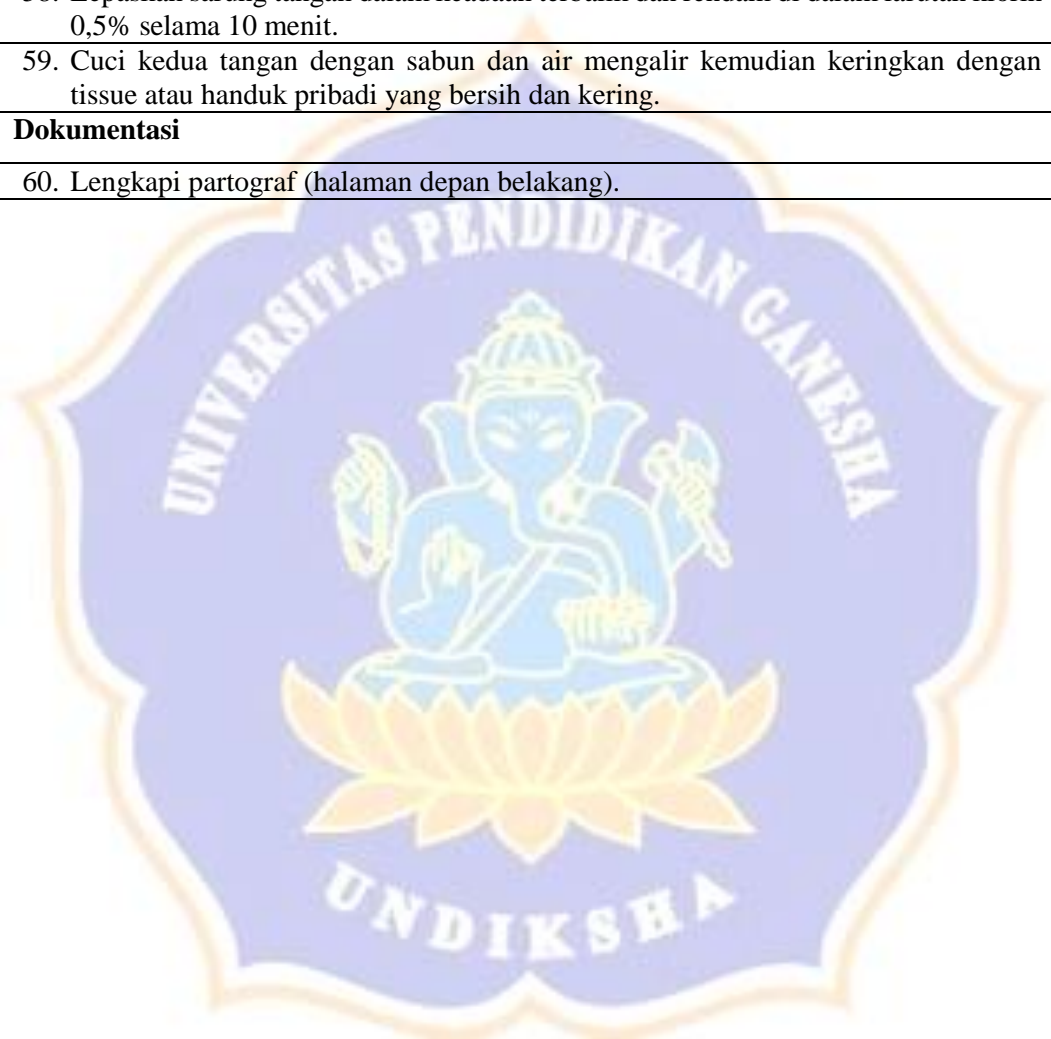 0,5% selama 10 menit.
59. Cuci kedua tangan dengan sabun dan air mengalir kemudian keringkan dengan
tissue atau handuk pribadi yang bersih dan kering.
Dokumentasi
60. Lengkapi partograf (halaman depan belakang).
UNIVERSITAS PENDIDIKAN GANESHA
UNDIKSHA